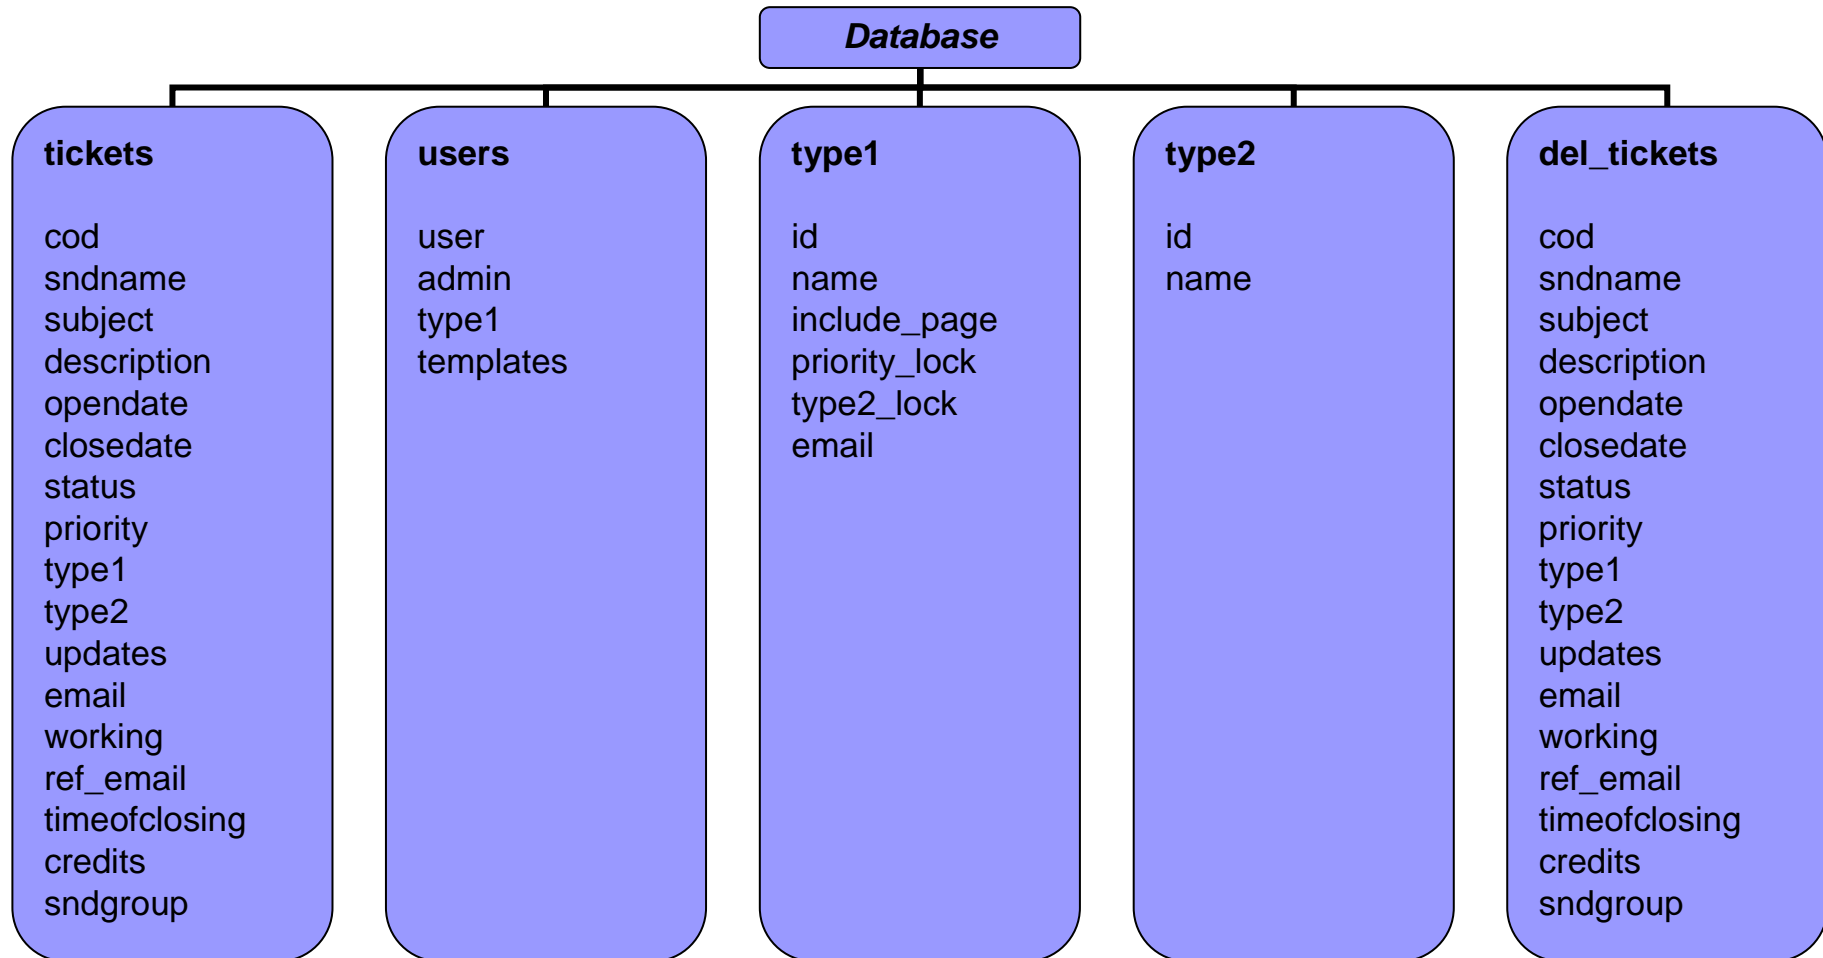 Database
tickets
cod
sndname
subject
description
opendate
closedate
status
priority
type1
type2
updates
email
working
ref_email
timeofclosing
credits
sndgroup
users
user
admin
type1
templates
type1
id
name
include_page
priority_lock
type2_lock
email
type2
id
name
del_tickets
cod
sndname
subject
description
opendate
closedate
status
priority
type1
type2
updates
email
working
ref_email
timeofclosing
credits
sndgroup